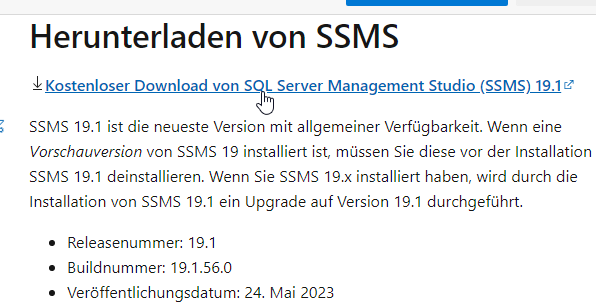 Herunterladen von SSMS
Kostenloser Download von SQL Server Management Studio (SSMS) 19.1
SSMS 19.1 ist die neueste Version mit allgemeiner Verfügbarkeit. Wenn eine
Vorschauversion von SSMS 19 installiert ist, müssen Sie diese vor der Installation
SSMS 19.1 deinstallieren. Wenn Sie SSMS 19.x installiert haben, wird durch die
Installation von SSMS 19.1 ein Upgrade auf Version 19.1 durchgeführt.
• Releasenummer: 19.1
• Buildnummer: 19.1.56.0
• Veröffentlichungsdatum: 24. Mai 2023